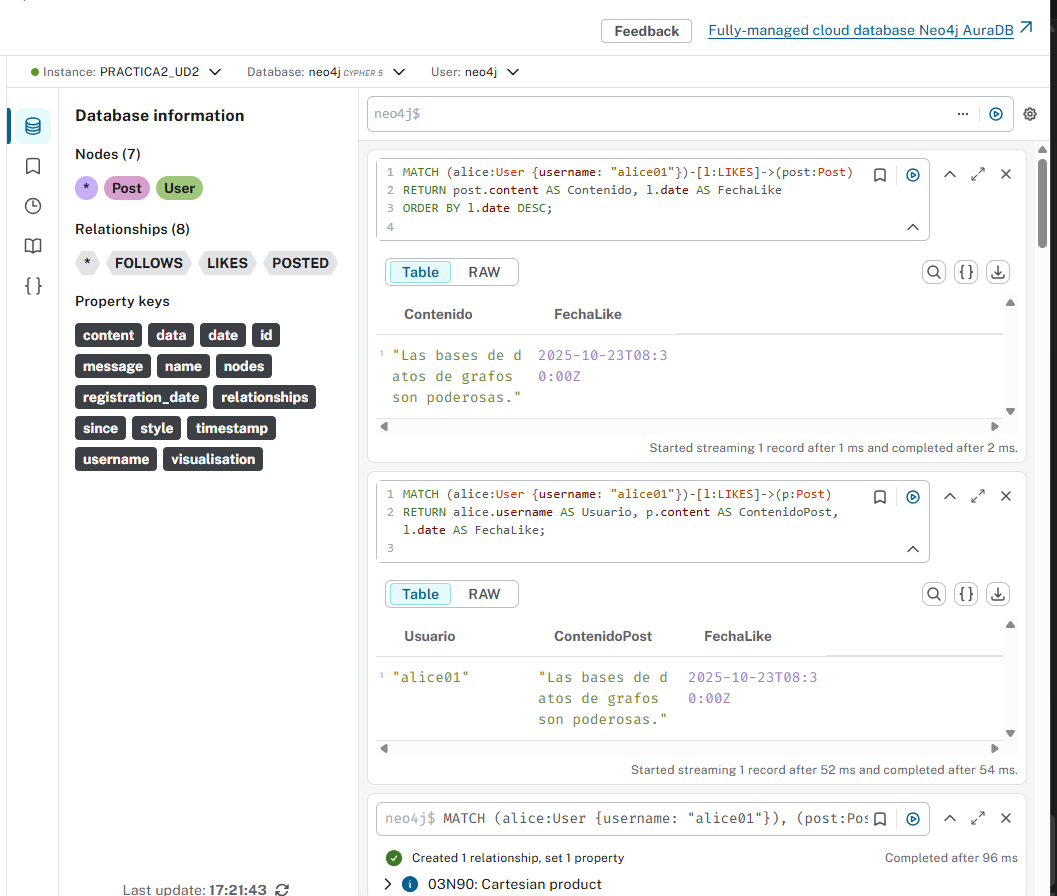 Feedback
Fully-managed cloud database Neo4j AuraDB
Instance: PRACTICA2_UD2
Database: neo4j CYPHER 5
User: neo4j
Database information
Nodes (7)
* Post User
Relationships (8)
* FOLLOWS LIKES POSTED
Property keys
content data date id
message name nodes
registration_date relationships
since style timestamp
username visualisation
Last update: 17:21:43
neo4j$
1 MATCH (alice:User {username: "alice01"})-[l:LIKES]->(post:Post)
2 RETURN post.content AS Contenido, l.date AS FechaLike
3 ORDER BY l.date DESC;
4
Table RAW
Contenido FechaLike
1 "Las bases de d 2025-10-23T08:3
atos de grafos 0:00Z
son poderosas."
Started streaming 1 record after 1 ms and completed after 2 ms.
1 MATCH (alice:User {username: "alice01"})-[l:LIKES]->(p:Post)
2 RETURN alice.username AS Usuario, p.content AS ContenidoPost,
l.date AS FechaLike;
3
Table RAW
Usuario ContenidoPost FechaLike
1 "alice01" "Las bases de d 2025-10-23T08:3
atos de grafos 0:00Z
son poderosas."
Started streaming 1 record after 52 ms and completed after 54 ms.
neo4j$ MATCH (alice:User {username: "alice01"}), (post:Pos
Created 1 relationship, set 1 property
Completed after 96 ms
03N90: Cartesian product